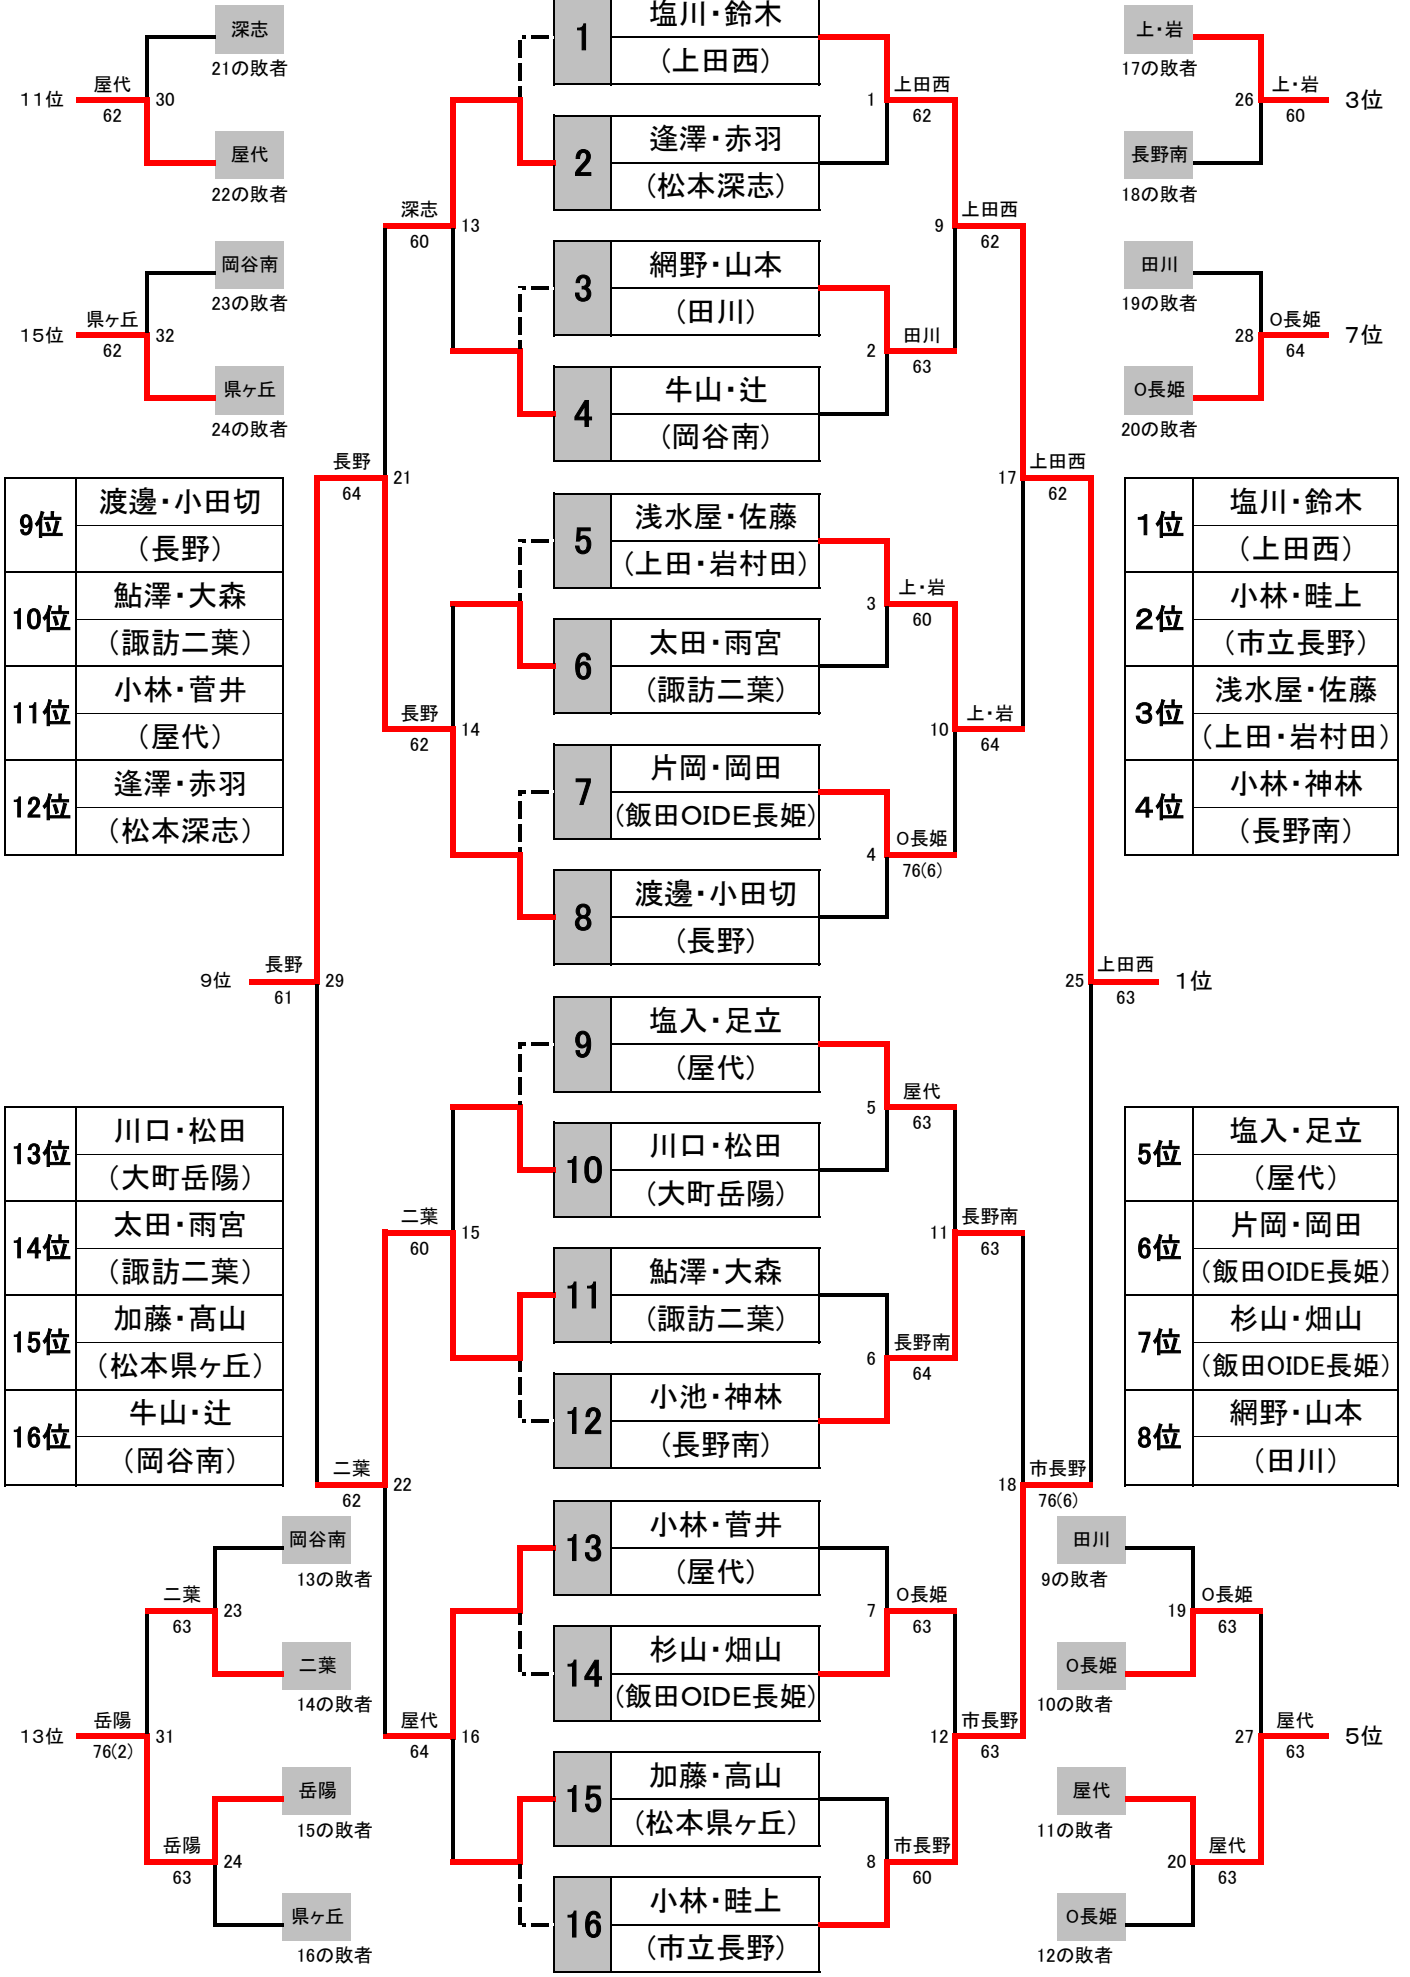 深志
21の敗者
屋代
11位
30
62
屋代
22の敗者
岡谷南
23の敗者
県ヶ丘
15位
32
62
県ヶ丘
24の敗者
上・岩
17の敗者
上・岩
26
3位
60
長野南
18の敗者
田川
19の敗者
O長姫
28
7位
64
O長姫
20の敗者
1
塩川・鈴木
(上田西)
2
逢澤・赤羽
(松本深志)
3
網野・山本
(田川)
4
牛山・辻
(岡谷南)
5
浅水屋・佐藤
(上田・岩村田)
6
太田・雨宮
(諏訪二葉)
7
片岡・岡田
(飯田OIDE長姫)
8
渡邊・小田切
(長野)
9
塩入・足立
(屋代)
10
川口・松田
(大町岳陽)
11
鮎澤・大森
(諏訪二葉)
12
小池・神林
(長野南)
13
小林・菅井
(屋代)
14
杉山・畑山
(飯田OIDE長姫)
15
加藤・高山
(松本県ヶ丘)
16
小林・畦上
(市立長野)
深志
13
60
長野
21
64
長野
14
62
長野
9位
29
61
二葉
15
60
二葉
22
62
屋代
16
64
上田西
1
62
上田西
9
62
田川
2
63
上田西
17
62
上・岩
3
60
上・岩
10
64
O長姫
4
76(6)
上田西
25
1位
63
屋代
5
63
長野南
11
63
長野南
6
64
市長野
18
76(6)
O長姫
7
63
市長野
12
63
市長野
8
60
9位
渡邊・小田切
(長野)
10位
鮎澤・大森
(諏訪二葉)
11位
小林・菅井
(屋代)
12位
逢澤・赤羽
(松本深志)
1位
塩川・鈴木
(上田西)
2位
小林・畦上
(市立長野)
3位
浅水屋・佐藤
(上田・岩村田)
4位
小林・神林
(長野南)
13位
川口・松田
(大町岳陽)
14位
太田・雨宮
(諏訪二葉)
15位
加藤・髙山
(松本県ヶ丘)
16位
牛山・辻
(岡谷南)
5位
塩入・足立
(屋代)
6位
片岡・岡田
(飯田OIDE長姫)
7位
杉山・畑山
(飯田OIDE長姫)
8位
網野・山本
(田川)
岡谷南
13の敗者
二葉
23
63
二葉
14の敗者
岳陽
13位
31
76(2)
岳陽
15の敗者
岳陽
24
63
県ヶ丘
16の敗者
田川
9の敗者
O長姫
19
63
O長姫
10の敗者
屋代
27
5位
63
屋代
11の敗者
屋代
20
63
O長姫
12の敗者